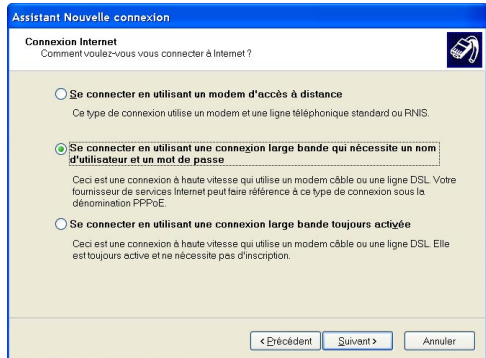 Assistant Nouvelle connexion
Connexion Internet
Comment voulez-vous vous connecter à Internet ?
Se connecter en utilisant un modem d'accès à distance
Ce type de connexion utilise un modem et une ligne téléphonique standard ou RNIS.
Se connecter en utilisant une connexion large bande qui nécessite un nom
d'utilisateur et un mot de passe
Ceci est une connexion à haute vitesse qui utilise un modem câble ou une ligne DSL. Votre
fournisseur de services Internet peut faire référence à ce type de connexion sous la
dénomination PPPoE.
Se connecter en utilisant une connexion large bande toujours activée
Ceci est une connexion à haute vitesse qui utilise un modem câble ou une ligne DSL. Elle
est toujours active et ne nécessite pas d'inscription.
< Précédent Suivant > Annuler